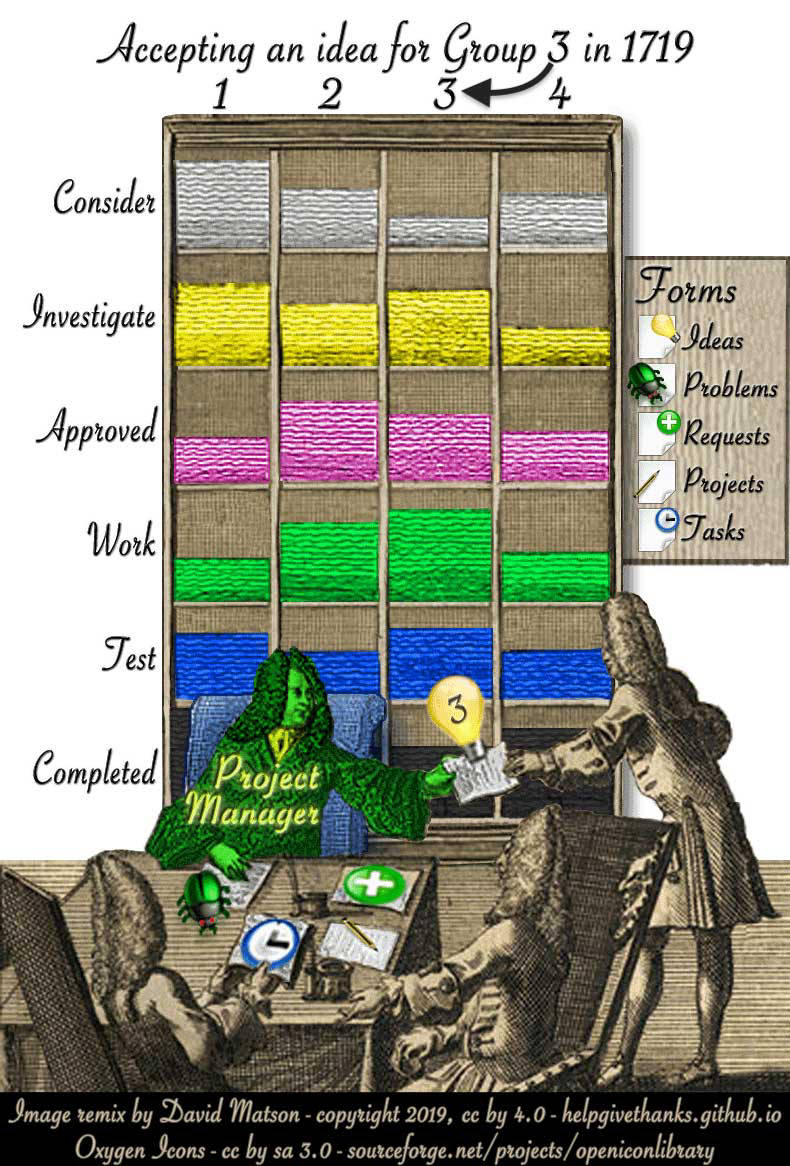 Accepting an idea for Group 3 in 1719
1 2 3 4
Consider
Investigate
Approved
Work
Test
Completed
Forms
Ideas
Problems
Requests
Projects
Tasks
3
Project
Manager
Image remix by David Matson - copyright 2019, cc by 4.0 - helpgivethanks.github.io
Oxygen Icons - cc by sa 3.0 - sourceforge.net/projects/openiconlibrary